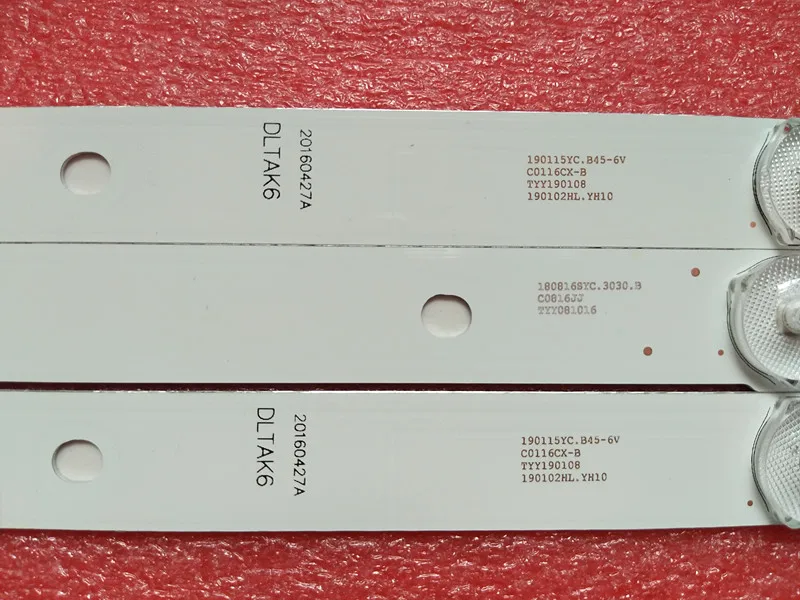 20160427A
DLTAK6
190115YC.B45-6V
C0116CX-B
TYY190108
190102HL.YH10
180816SYC.3030.B
C0816JJ
TYY081016
20160427A
DLTAK6
190115YC.B45-6V
C0116CX-B
TYY190108
190102HL.YH10